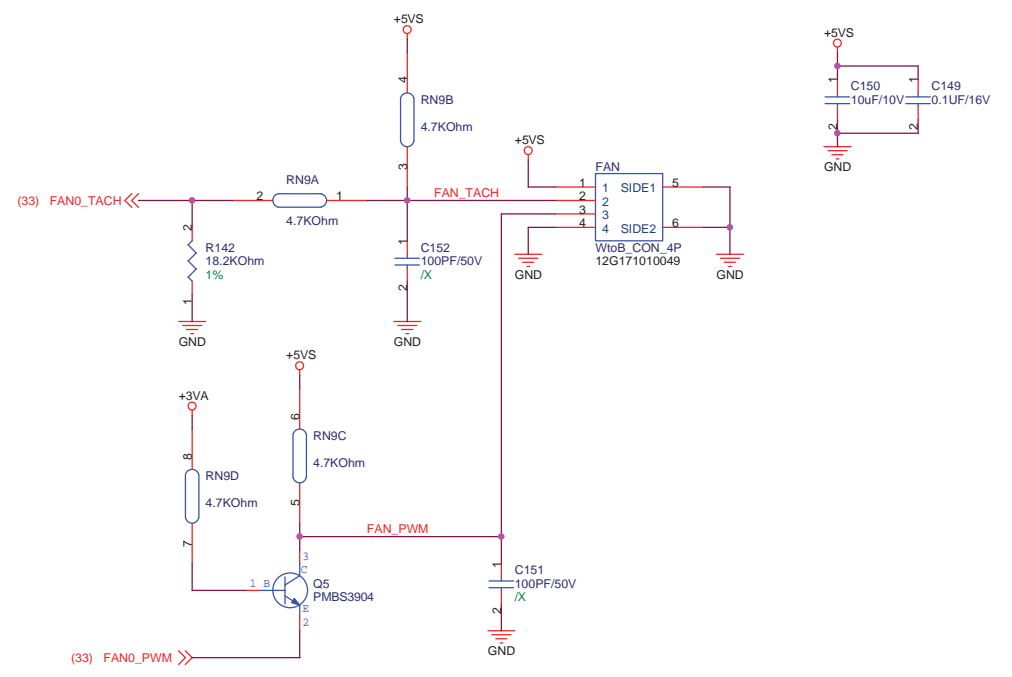 +5VS
4
RN9B
4.7KOhm
3
+5VS
C150
10uF/10V
1
2
C149
0.1UF/16V
1
2
GND
+5VS
FAN
1
2
3
4
1
2
3
4
SIDE1
SIDE2
5
6
WtoB_CON_4P
12G171010049
GND
GND
(33) FAN0_TACH
2
RN9A
1
4.7KOhm
FAN_TACH
2
R142
18.2KOhm
1%
1
GND
1
C152
100PF/50V
/X
2
GND
+5VS
6
RN9C
4.7KOhm
5
+3VA
8
RN9D
4.7KOhm
7
FAN_PWM
3
C
1 B
Q5
PMBS3904
E
2
1
C151
100PF/50V
/X
2
GND
(33) FAN0_PWM